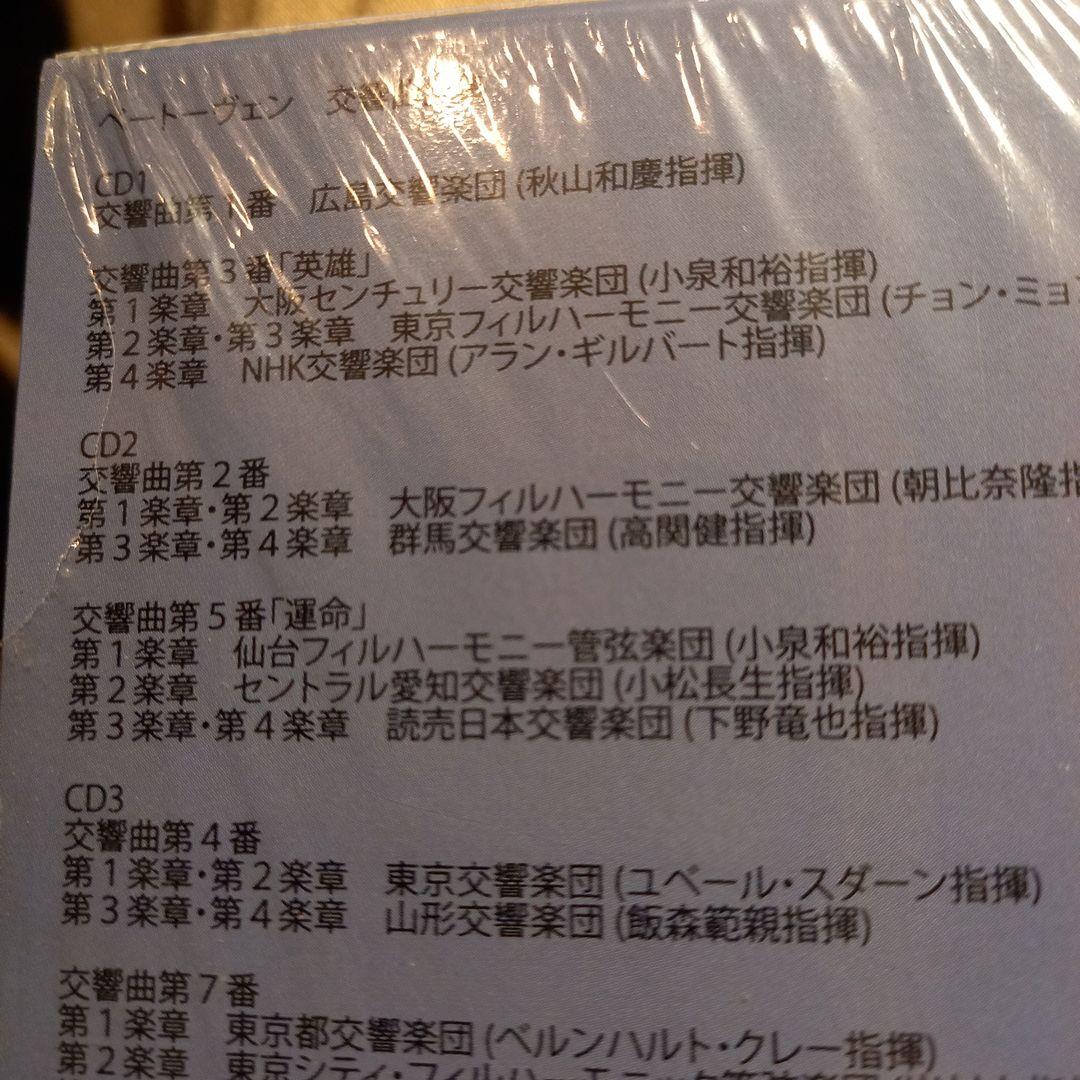 ベートーヴェン 交響曲
CD1
交響曲第1番 広島交響楽団(秋山和慶指揮)
交響曲第3番「英雄」
第1楽章 大阪センチュリー交響楽団(小泉和裕指揮)
第2楽章・第3楽章 東京フィルハーモニー交響楽団(チョン・ミョ
第4楽章 NHK交響楽団(アラン・ギルバート指揮)
CD2
交響曲第2番
第1楽章・第2楽章 大阪フィルハーモニー交響楽団(朝比奈隆指
第3楽章・第4楽章 群馬交響楽団(高関健指揮)
交響曲第5番「運命」
第1楽章 仙台フィルハーモニー管弦楽団(小泉和裕指揮)
第2楽章 セントラル愛知交響楽団(小松長生指揮)
第3楽章・第4楽章 読売日本交響楽団(下野竜也指揮)
CD3
交響曲第4番
第1楽章・第2楽章 東京交響楽団(ユベール・スダーン指揮)
第3楽章・第4楽章 山形交響楽団(飯森範親指揮)
交響曲第7番
第1楽章 東京都交響楽団(ベルンハルト・クレー指揮)
第2楽章 東京シティ・フィルハーモニック管弦楽団